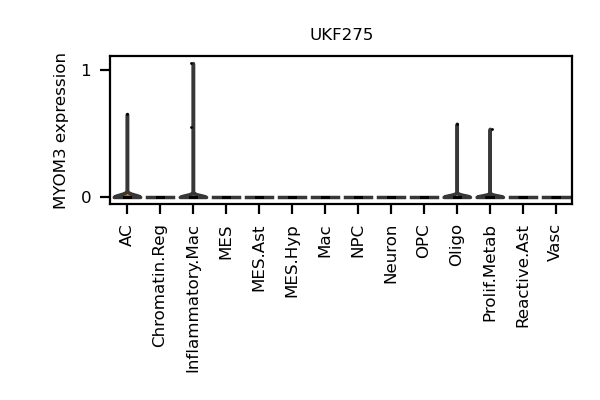 UKF275
MYOM3 expression
1
0
AC
Chromatin.Reg
Inflammatory.Mac
MES
MES.Ast
MES.Hyp
Mac
NPC
Neuron
OPC
Oligo
Prolif.Metab
Reactive.Ast
Vasc